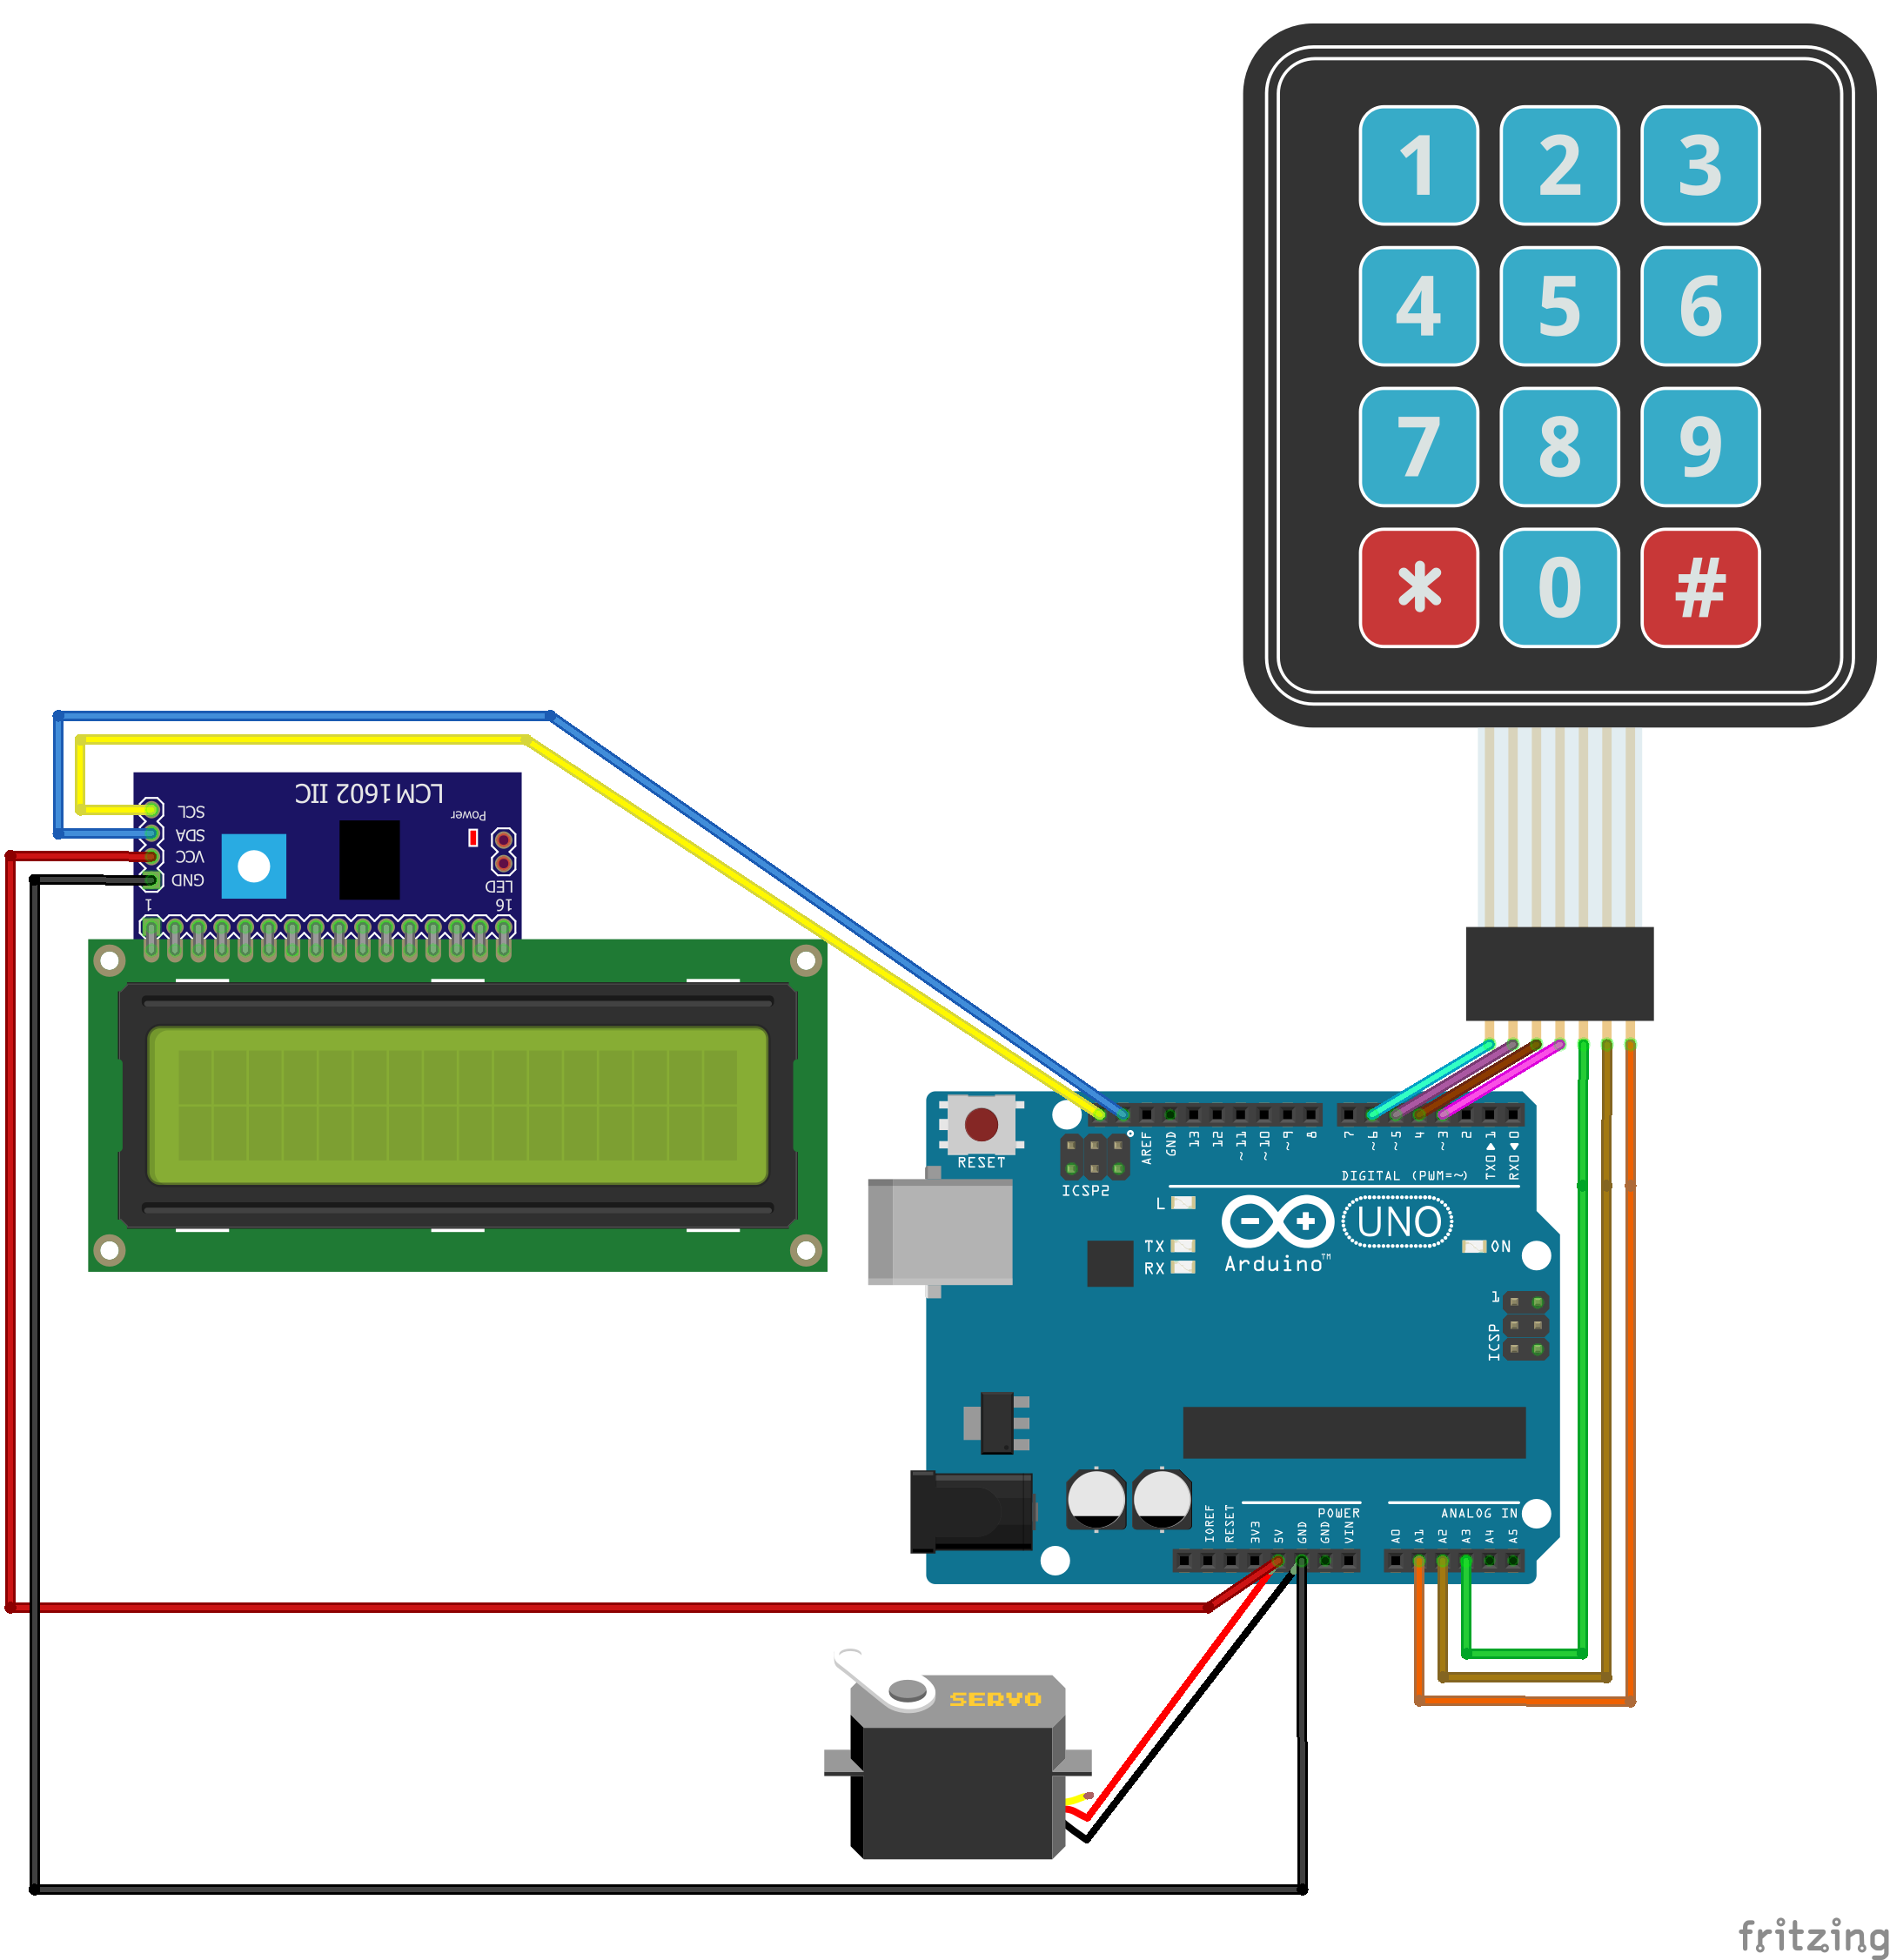 1 2 3
4 5 6
7 8 9
* 0 #
LCM1602 IIC
SCL
SDA
VCC
GND
Power
LED
1
16
RESET
ICSP2
AREF
GND
13
12
~11
~10
~9
8
7
~6
~5
4
~3
2
TX0▶1
RX0◀0
DIGITAL (PWM=~)
L
TX
RX
Arduino™
UNO
ON
1
ICSP
POWER
ANALOG IN
IOREF
RESET
3V3
5V
GND
GND
VIN
A0
A1
A2
A3
A4
A5
SERVO
fritzing